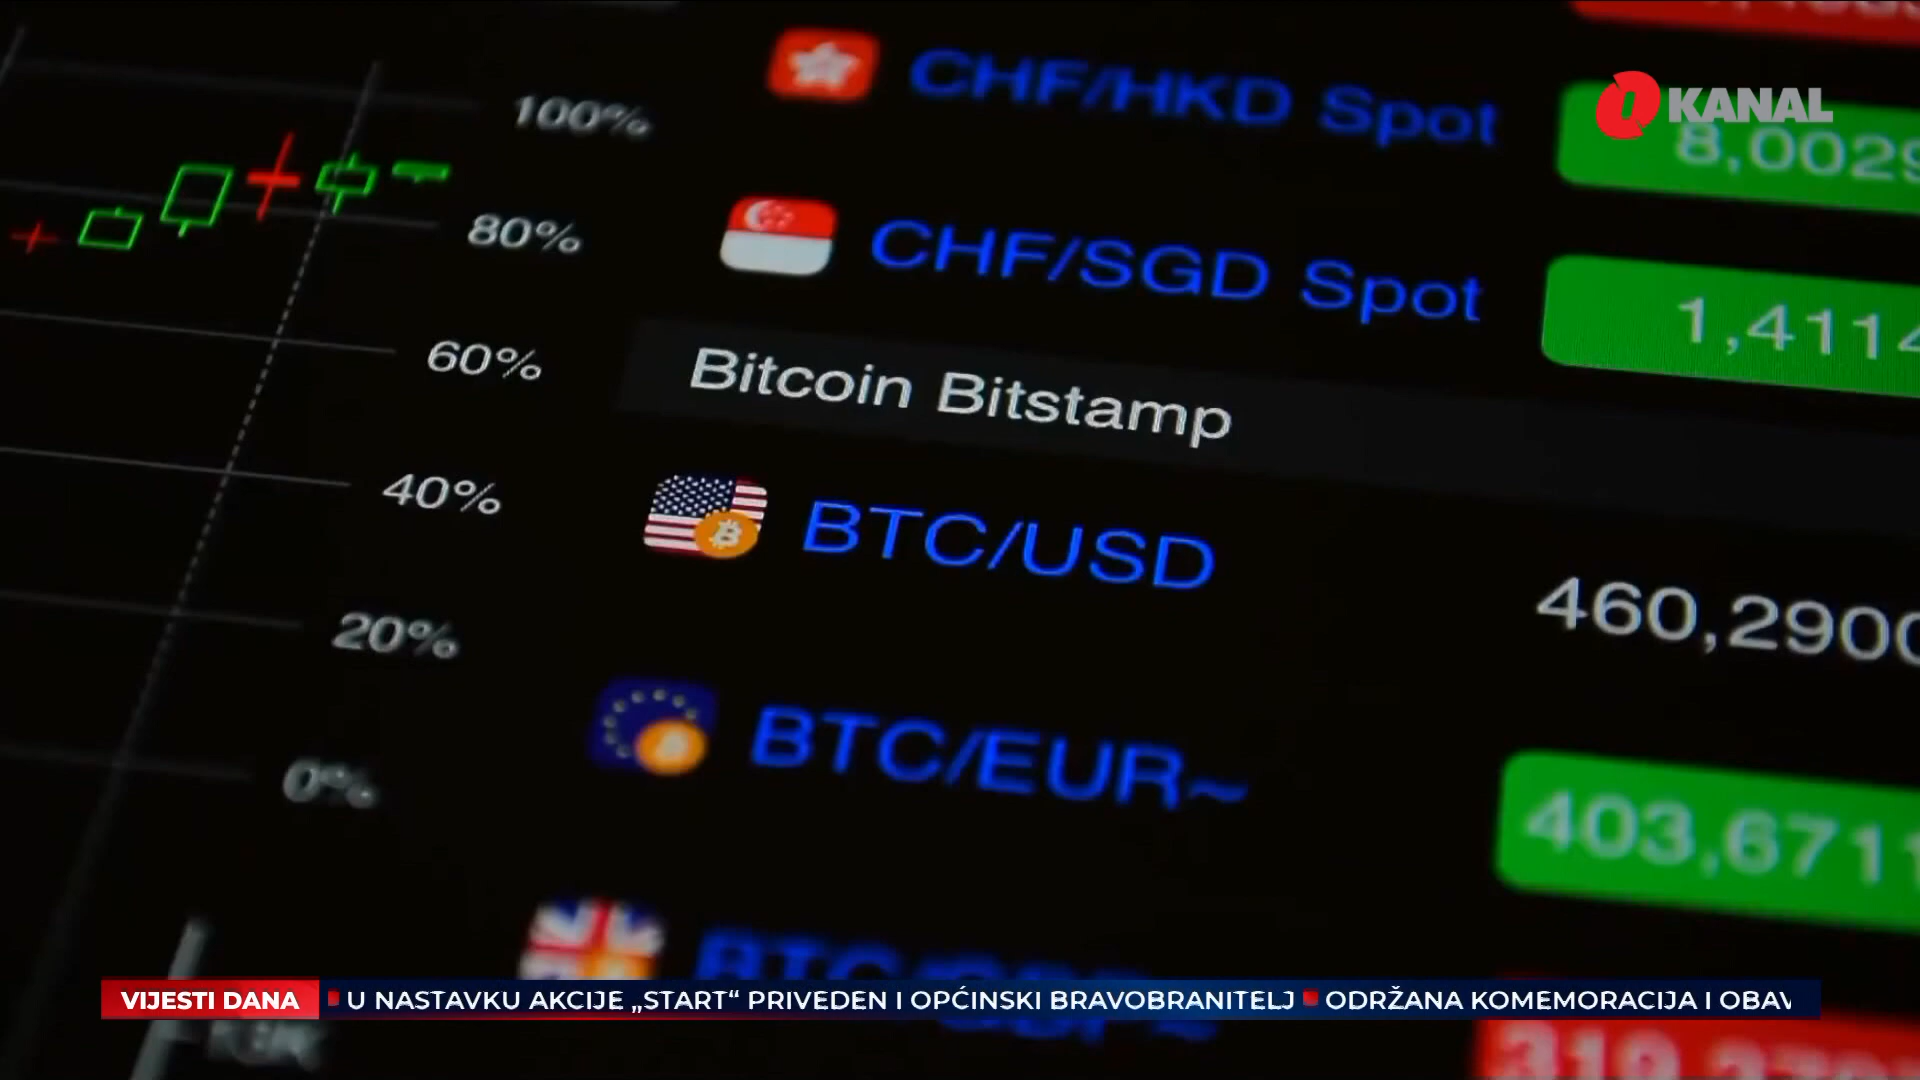 100%
80%
60%
40%
20%
0%
CHF/HKD Spot
8,0029
CHF/SGD Spot
1,4114
Bitcoin Bitstamp
BTC/USD
460,2900
BTC/EUR~
403,6711
BTC/GBP~
KANAL
VIJESTI DANA
U NASTAVKU AKCIJE „START“ PRIVEDEN I OPĆINSKI BRAVOBRANITELJ
ODRŽANA KOMEMORACIJA I OBAV